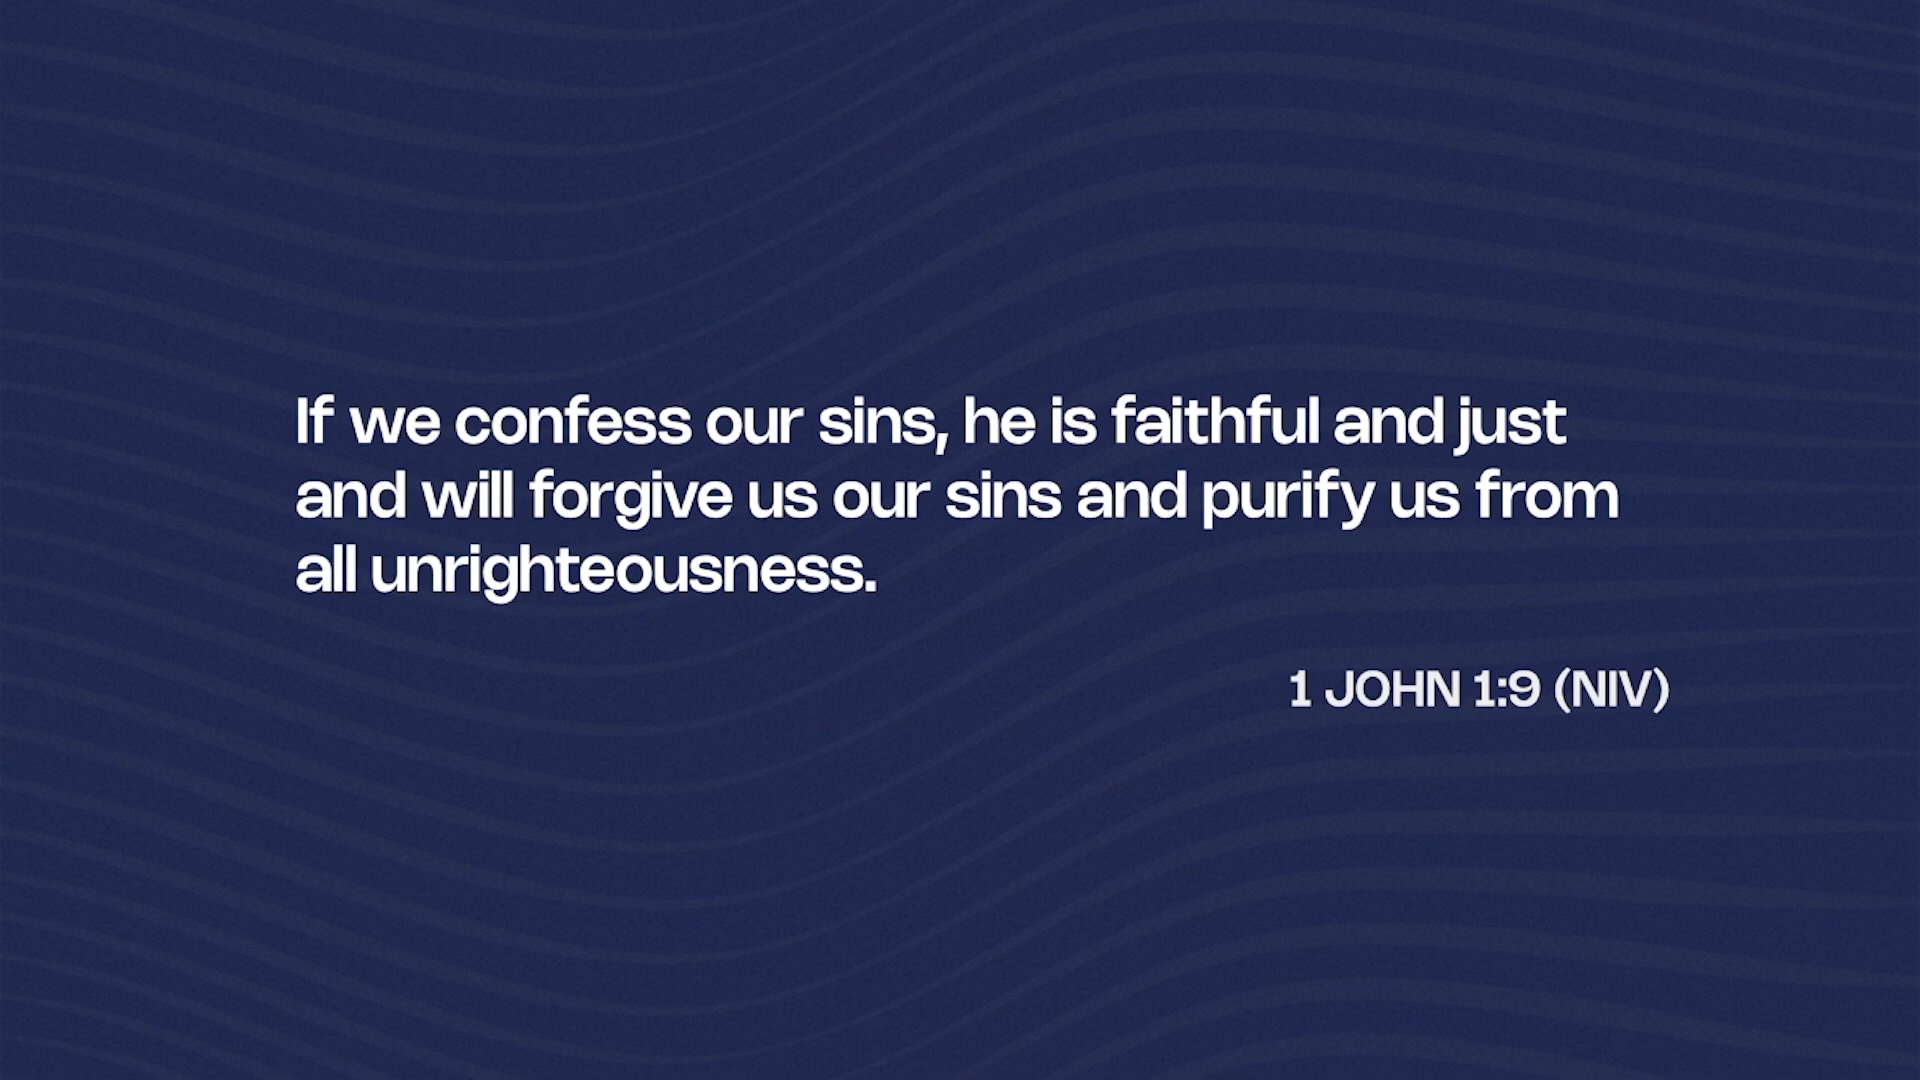 If we confess our sins, he is faithful and just
and will forgive us our sins and purify us from
all unrighteousness.
1 JOHN 1:9 (NIV)